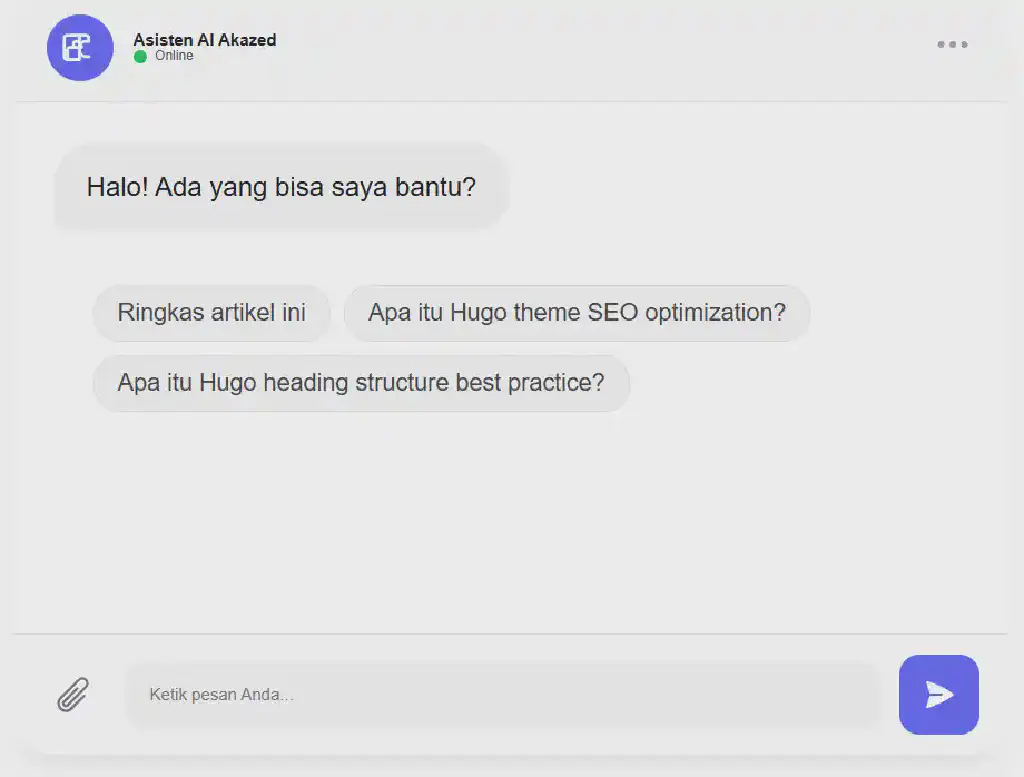 Asisten AI Akazed
Online
Halo! Ada yang bisa saya bantu?
Ringkas artikel ini
Apa itu Hugo theme SEO optimization?
Apa itu Hugo heading structure best practice?
Ketik pesan Anda...